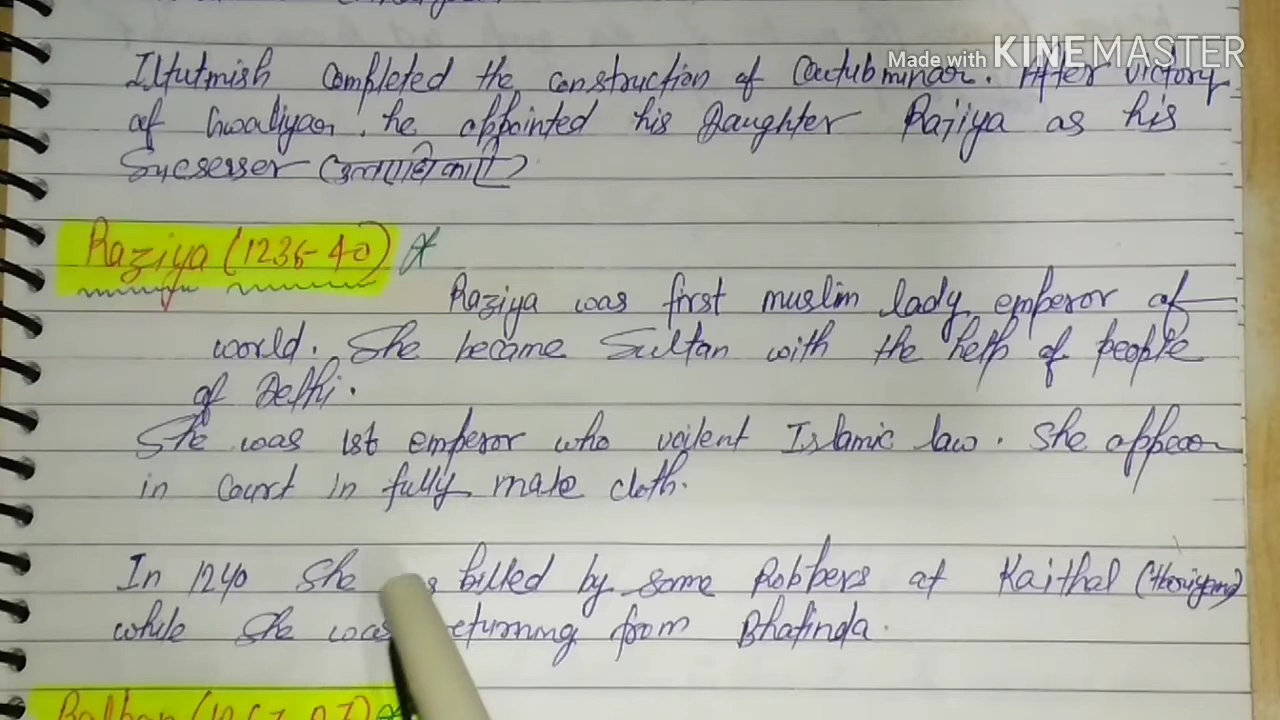 Made with KINEMASTER
Iltutmish completed the construction of Qutubminar. After victory
of Gwaliyar, he appointed his Daughter Rajiya as his
Sucsesser (उत्तराधिकारी)
Raziya (1236-40)
Raziya was first muslim lady emperor of
world. She became Sultan with the help of people
of Delhi.
She was 1st emperor who voilent Islamic law. She appear
in court in fully male cloth.
In 1240 She killed by some Robbers at Kaithal (Hariyana)
while she was returning from Bhatinda.
Balban